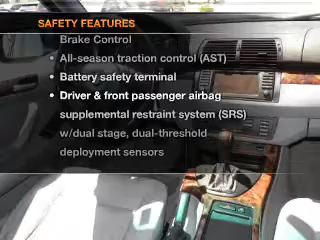 SAFETY FEATURES
Brake Control
• All-season traction control (AST)
• Battery safety terminal
• Driver & front passenger airbag
supplemental restraint system (SRS)
w/dual stage, dual-threshold
deployment sensors